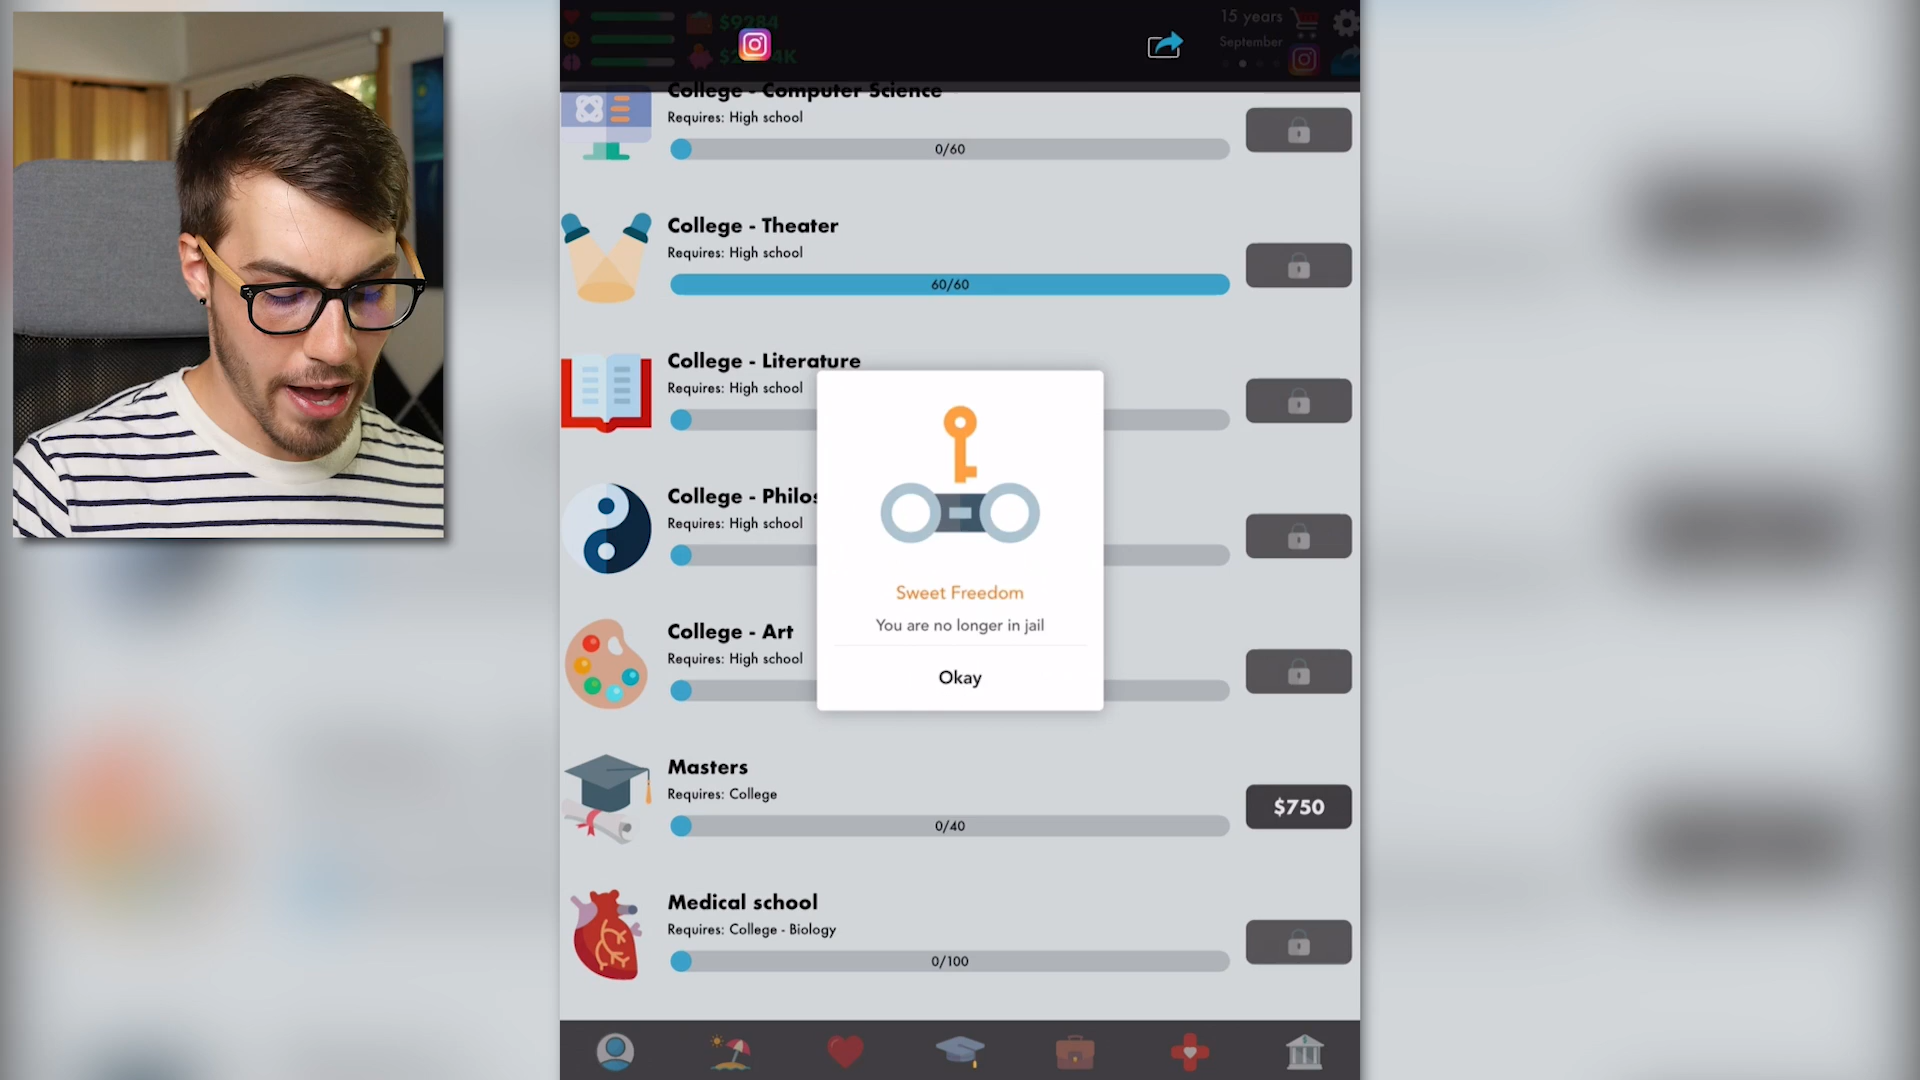 $9284
15 years
September
College - Computer Science
Requires: High school
0/60
College - Theater
Requires: High school
60/60
College - Literature
Requires: High school
College - Philos
Requires: High school
College - Art
Requires: High school
Sweet Freedom
You are no longer in jail
Okay
Masters
Requires: College
0/40
$750
Medical school
Requires: College - Biology
0/100